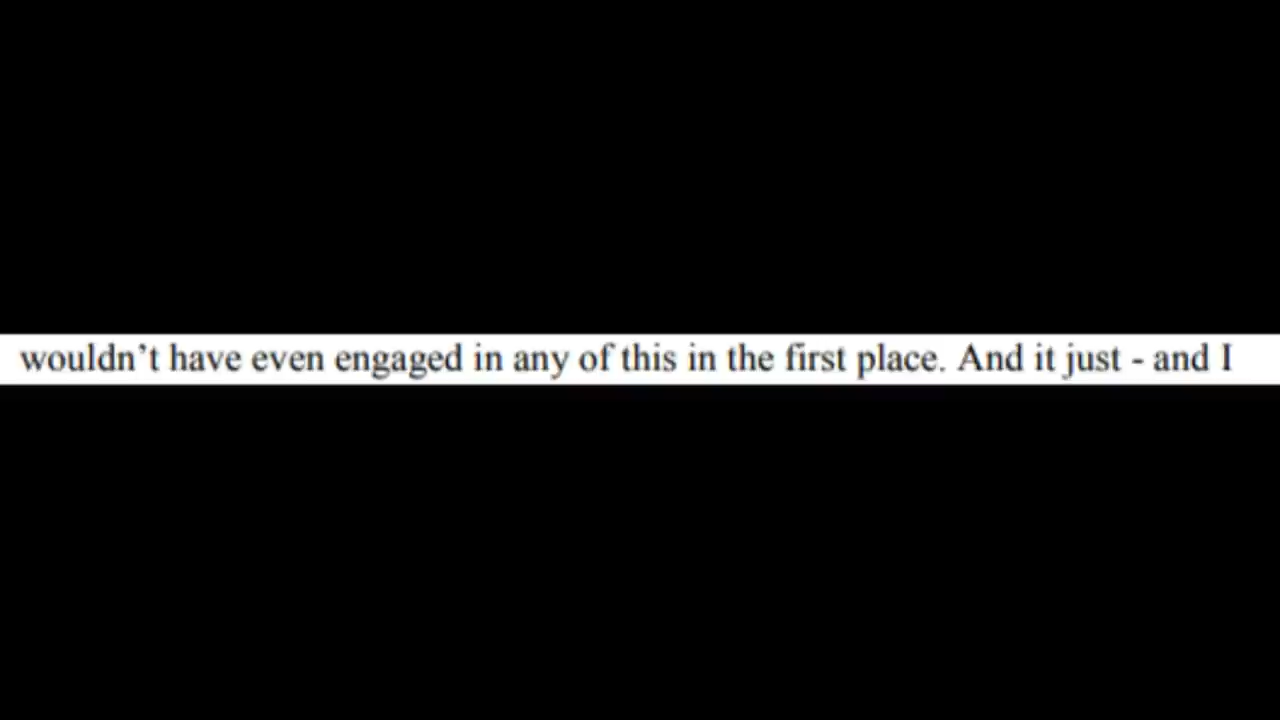 wouldn’t have even engaged in any of this in the first place. And it just - and I